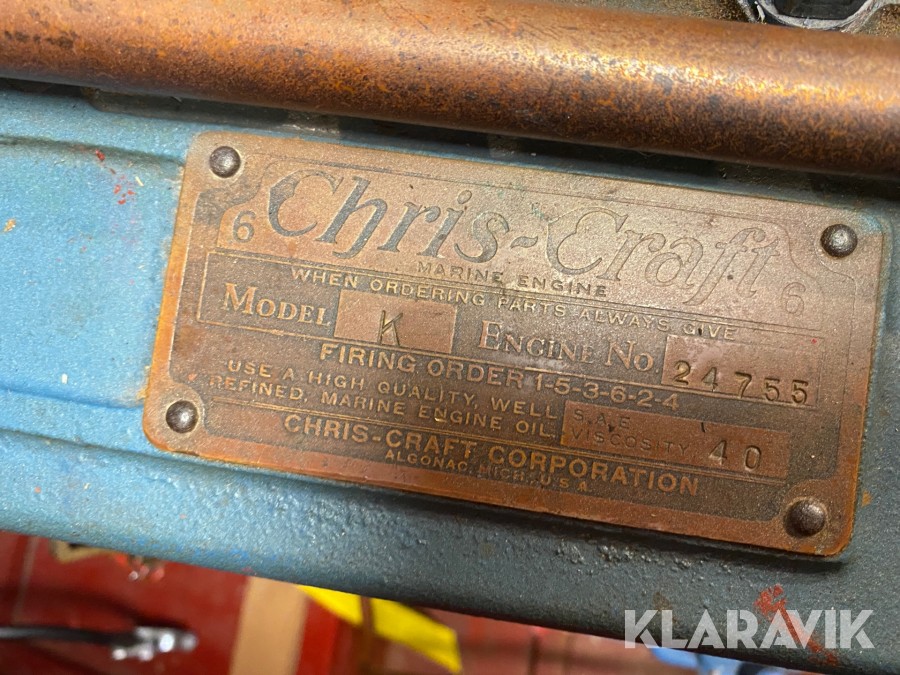 6 Chris-Craft 6
MARINE ENGINE
WHEN ORDERING PARTS ALWAYS GIVE
MODEL K ENGINE NO. 24755
FIRING ORDER 1-5-3-6-2-4
USE A HIGH QUALITY, WELL
REFINED, MARINE ENGINE OIL.
S.A.E.
VISCOSITY 40
CHRIS-CRAFT CORPORATION
ALGONAC, MICH., U.S.A.
KLARAVIK